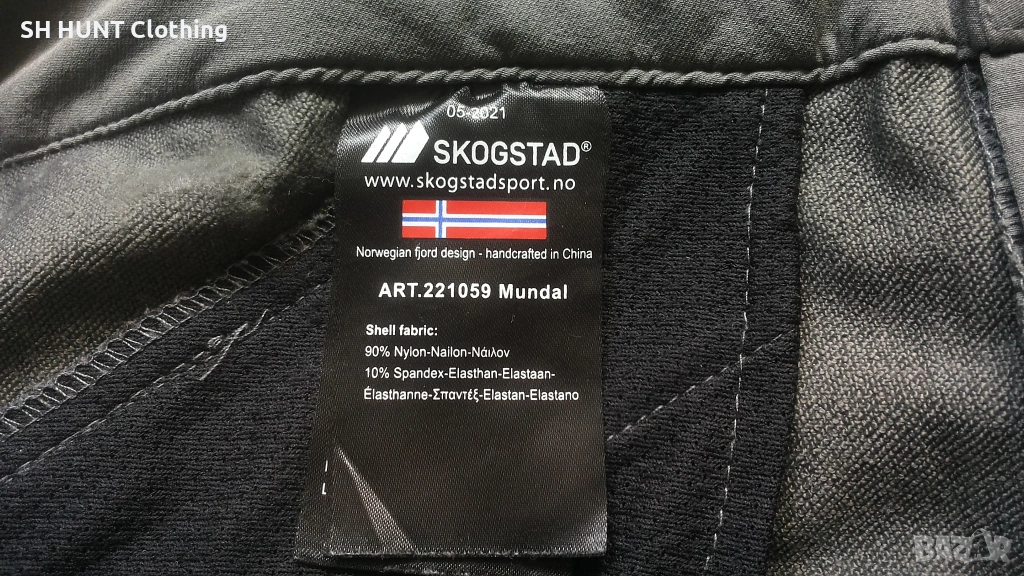 SH HUNT Clothing
05-2021
SKOGSTAD®
www.skogstadsport.no
Norwegian fjord design - handcrafted in China
ART.221059 Mundal
Shell fabric:
90% Nylon-Nailon-Νάιλον
10% Spandex-Elasthan-Elastaan-
Élasthanne-Σπαντέξ-Elastan-Elastano
BAZAR